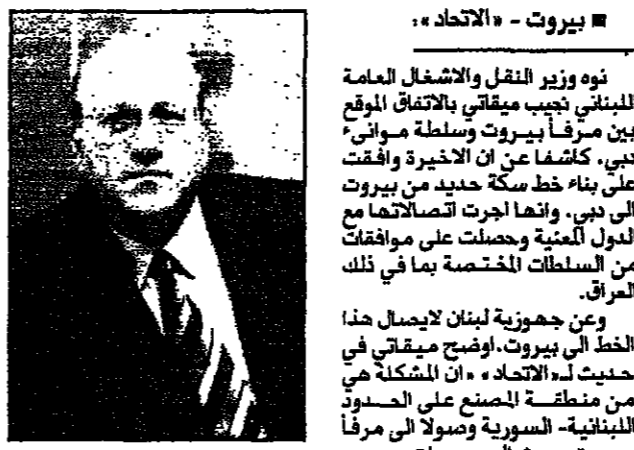 ■ بيروت - «الاتحاد»:
نوه وزير النقل والاشغال العامة
اللبناني نجيب ميقاتي بالاتفاق الموقع
بين مرفأ بيروت وسلطة موانىء
دبي، كاشفا عن ان الاخيرة وافقت
على بناء خط سكة حديد من بيروت
الى دبي، وانها اجرت اتصالاتها مع
الدول المعنية وحصلت على موافقات
من السلطات المختصة بما في ذلك
العراق.
وعن جهوزية لبنان لايصال هذا
الخط الى بيروت، اوضح ميقاتي في
حديث لـ«الاتحاد» «ان المشكلة هي
من منطقة المصنع على الحدود
اللبنانية- السورية وصولا الى مرفأ